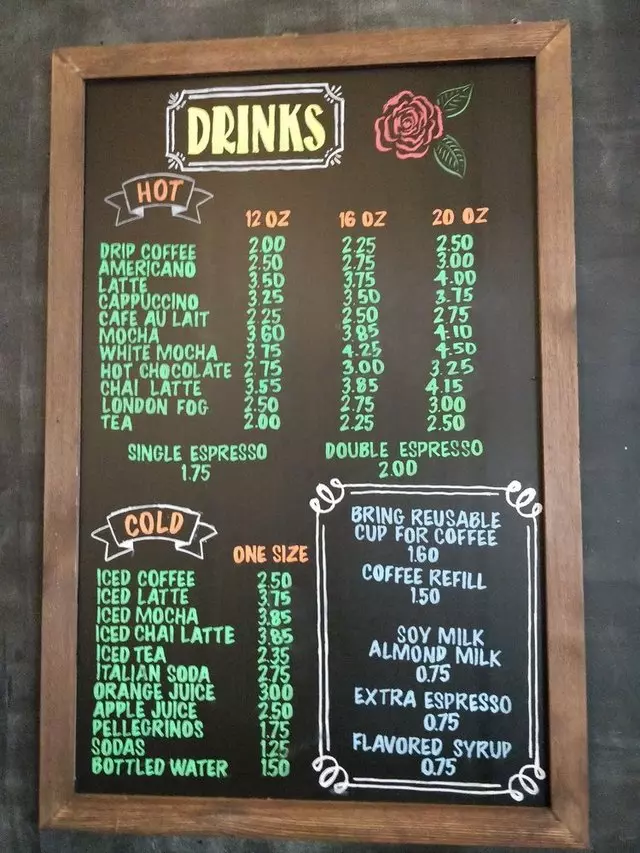 DRINKS
HOT
12 OZ 16 OZ 20 OZ
DRIP COFFEE 2.00 2.25 2.50
AMERICANO 2.50 2.75 3.00
LATTE 3.50 3.75 4.00
CAPPUCCINO 3.25 3.50 3.75
CAFE AU LAIT 2.25 2.50 2.75
MOCHA 3.60 3.85 4.10
WHITE MOCHA 3.75 4.25 4.50
HOT CHOCOLATE 2.75 3.00 3.25
CHAI LATTE 3.55 3.85 4.15
LONDON FOG 2.50 2.75 3.00
TEA 2.00 2.25 2.50
SINGLE ESPRESSO DOUBLE ESPRESSO
1.75 2.00
COLD
ONE SIZE
ICED COFFEE 2.50
ICED LATTE 3.75
ICED MOCHA 3.85
ICED CHAI LATTE 3.85
ICED TEA 2.35
ITALIAN SODA 2.75
ORANGE JUICE 3.00
APPLE JUICE 2.50
PELLEGRINOS 1.75
SODAS 1.25
BOTTLED WATER 1.50
BRING REUSABLE
CUP FOR COFFEE
1.60
COFFEE REFILL
1.50
SOY MILK
ALMOND MILK
0.75
EXTRA ESPRESSO
0.75
FLAVORED SYRUP
0.75